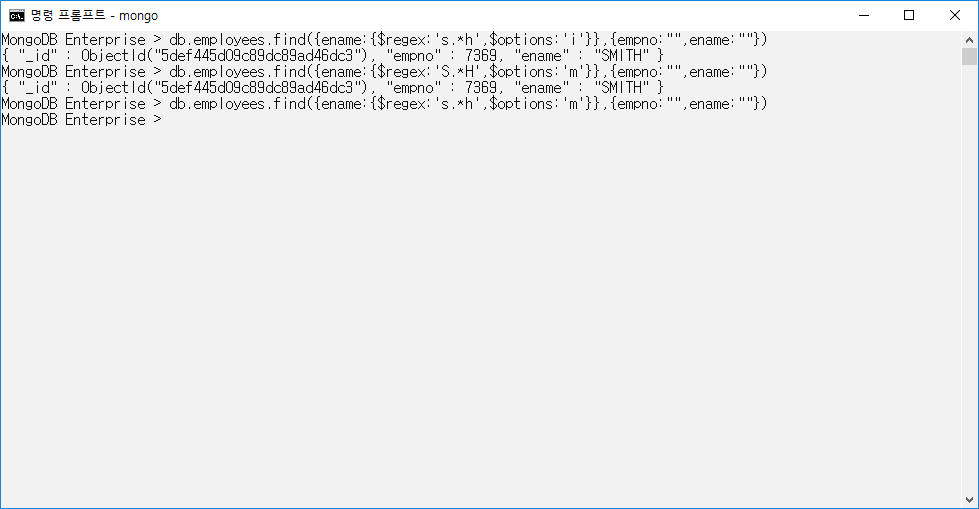 명령 프롬프트 - mongo
MongoDB Enterprise > db.employees.find({ename:{$regex:'s.*h',$options:'i'}},{empno:"",ename:""})
{ "_id" : ObjectId("5def445d09c89dc89ad46dc3"), "empno" : 7369, "ename" : "SMITH" }
MongoDB Enterprise > db.employees.find({ename:{$regex:'S.*H',$options:'m'}},{empno:"",ename:""})
{ "_id" : ObjectId("5def445d09c89dc89ad46dc3"), "empno" : 7369, "ename" : "SMITH" }
MongoDB Enterprise > db.employees.find({ename:{$regex:'s.*h',$options:'m'}},{empno:"",ename:""})
MongoDB Enterprise >